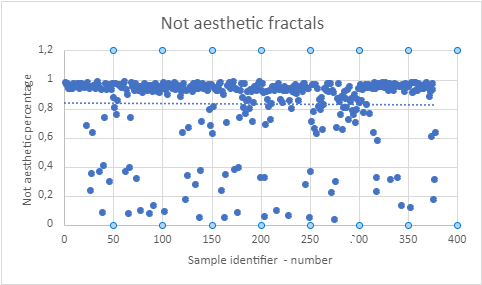 Not aesthetic fractals
1,2
1
0,8
0,6
0,4
0,2
0
Not aesthetic percentage
0 50 100 150 200 250 300 350 400
Sample identifier - number